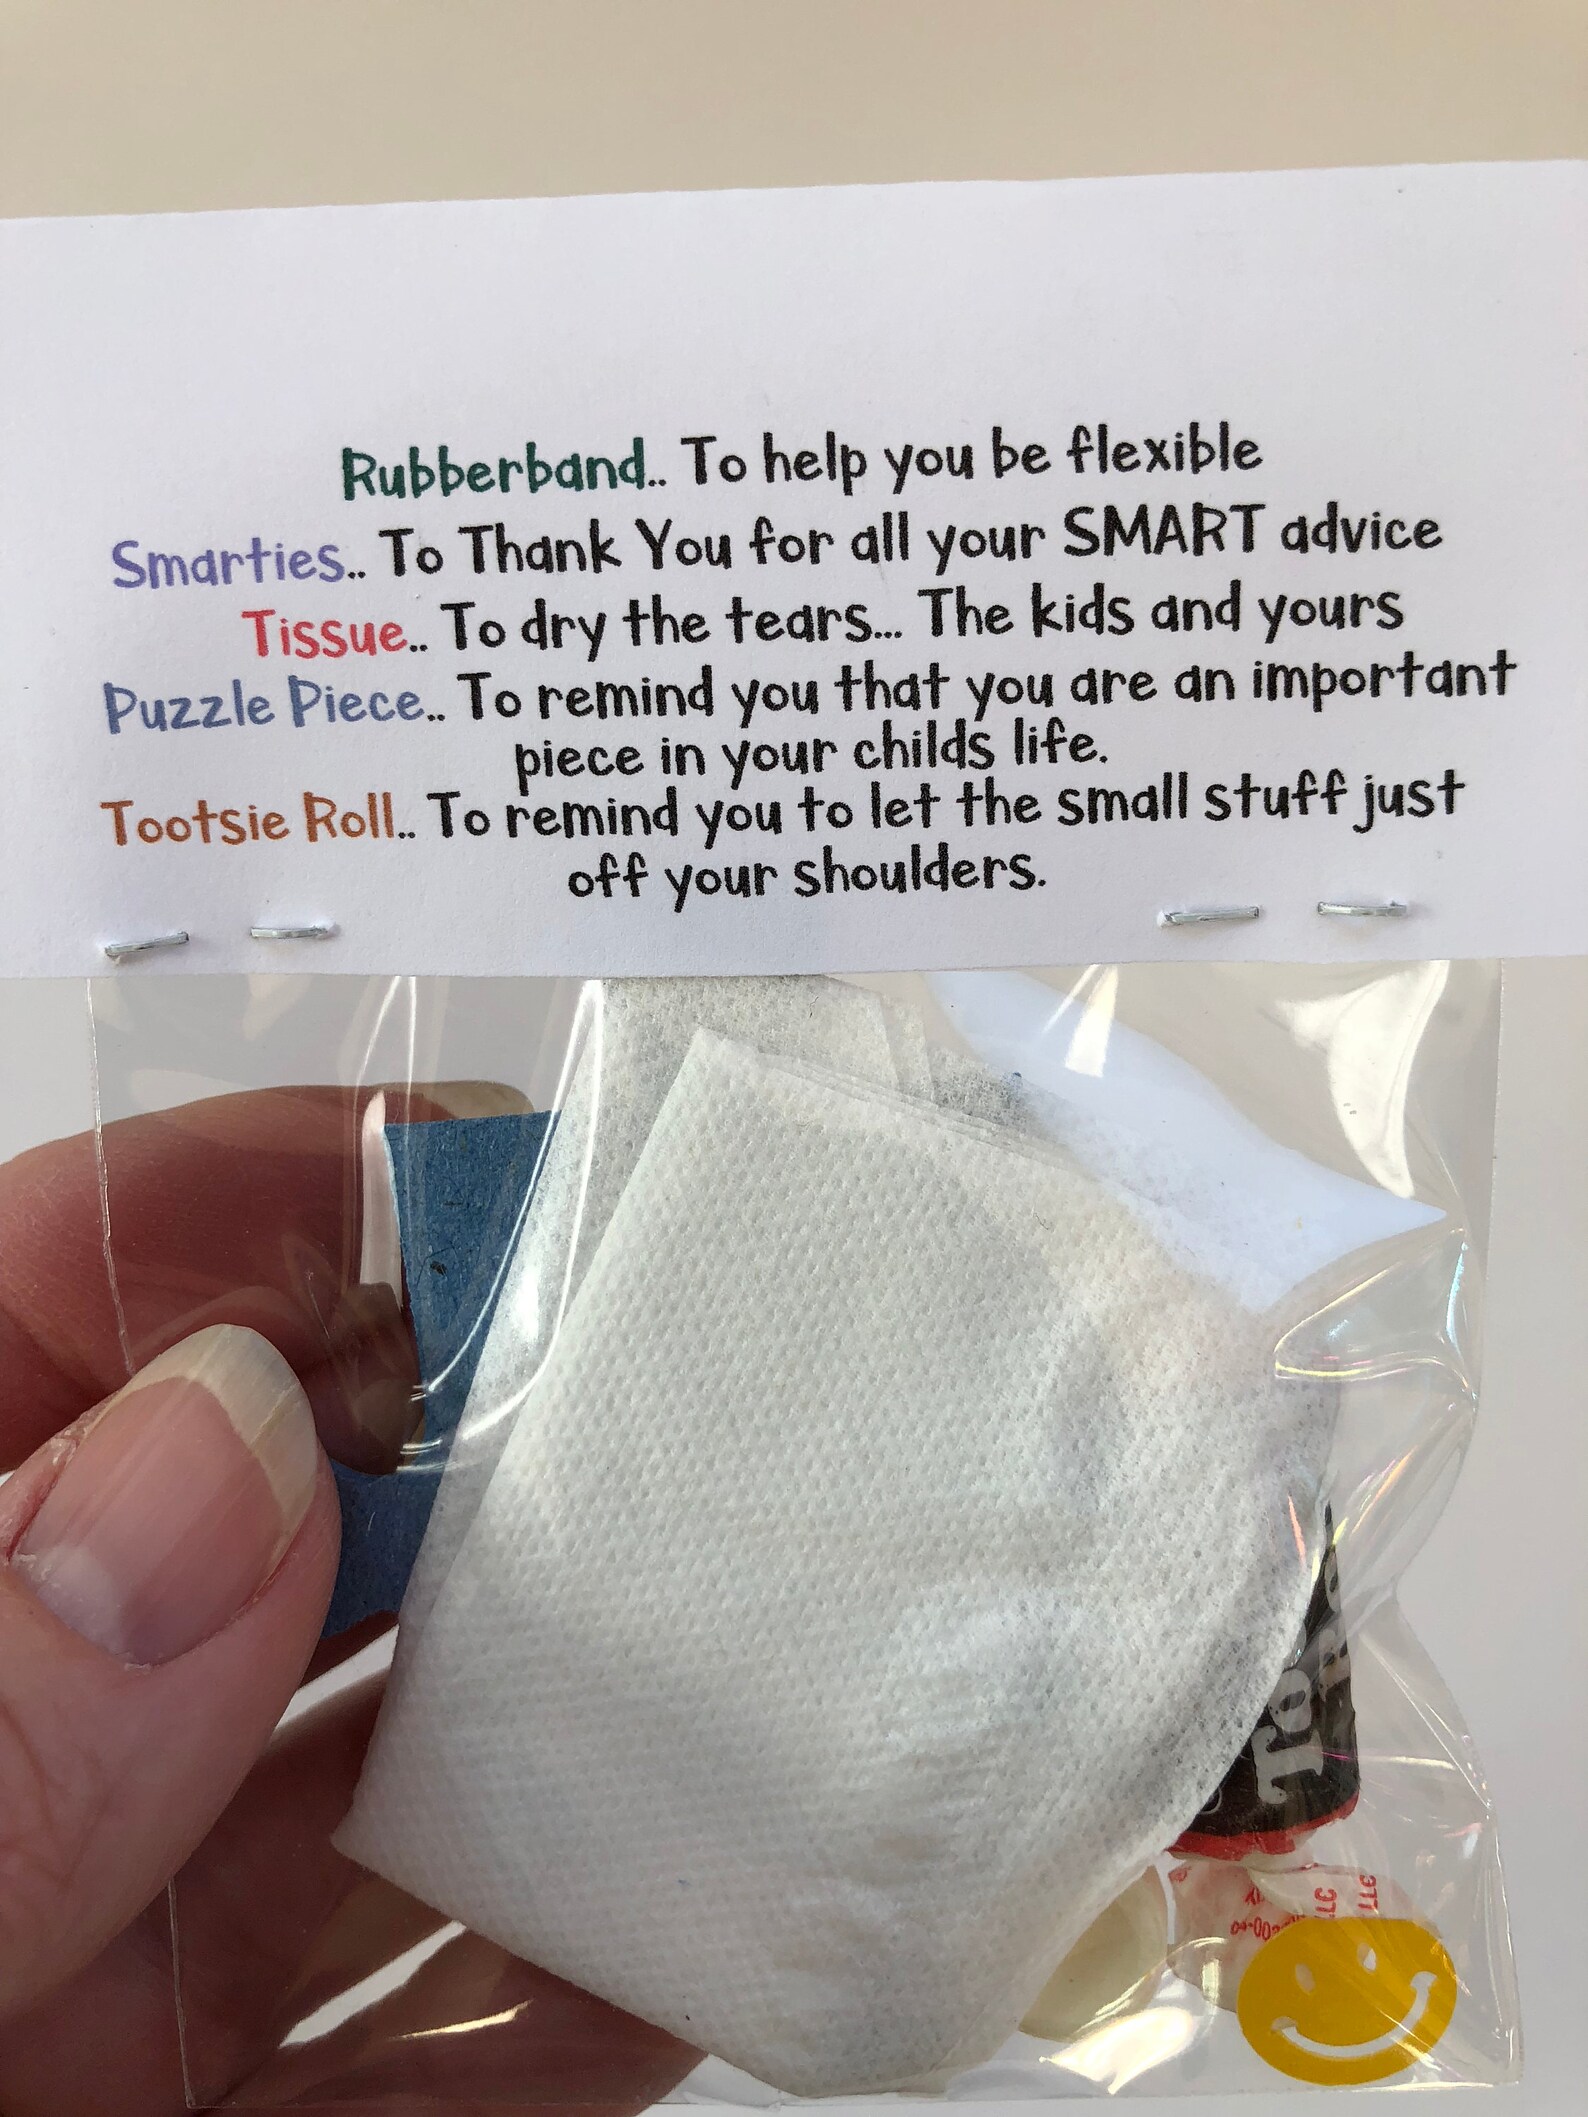 Rubberband.. To help you be flexible
Smarties.. To Thank You for all your SMART advice
Tissue.. To dry the tears... The kids and yours
Puzzle Piece.. To remind you that you are an important
piece in your childs life.
Tootsie Roll.. To remind you to let the small stuff just
off your shoulders.
To
LLC